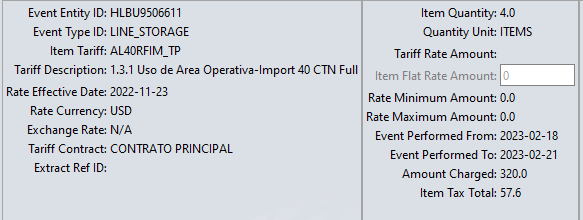 Event Entity ID: HLBU9506611
Event Type ID: LINE_STORAGE
Item Tariff: AL40RFIM_TP
Tariff Description: 1.3.1 Uso de Area Operativa-Import 40 CTN Full
Rate Effective Date: 2022-11-23
Rate Currency: USD
Exchange Rate: N/A
Tariff Contract: CONTRATO PRINCIPAL
Extract Ref ID:
Item Quantity: 4.0
Quantity Unit: ITEMS
Tariff Rate Amount:
Item Flat Rate Amount: 0
Rate Minimum Amount: 0.0
Rate Maximum Amount: 0.0
Event Performed From: 2023-02-18
Event Performed To: 2023-02-21
Amount Charged: 320.0
Item Tax Total: 57.6